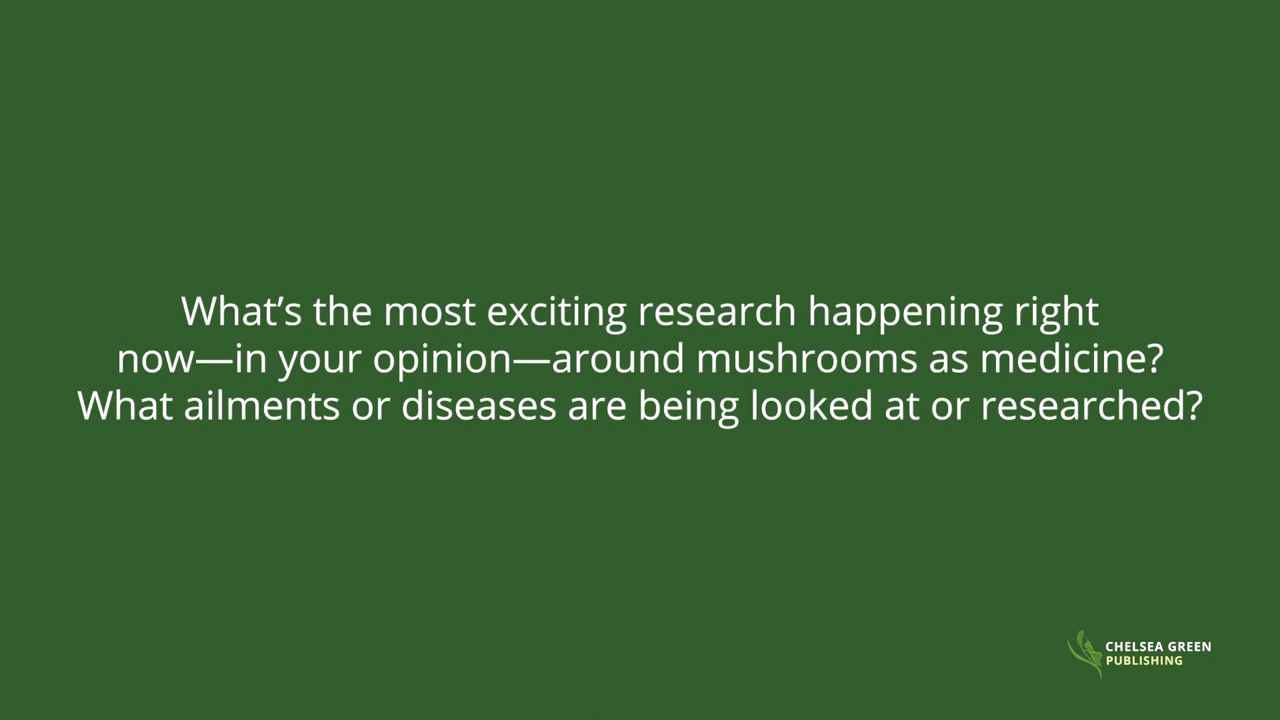 What’s the most exciting research happening right
now—in your opinion—around mushrooms as medicine?
What ailments or diseases are being looked at or researched?
CHELSEA GREEN
PUBLISHING